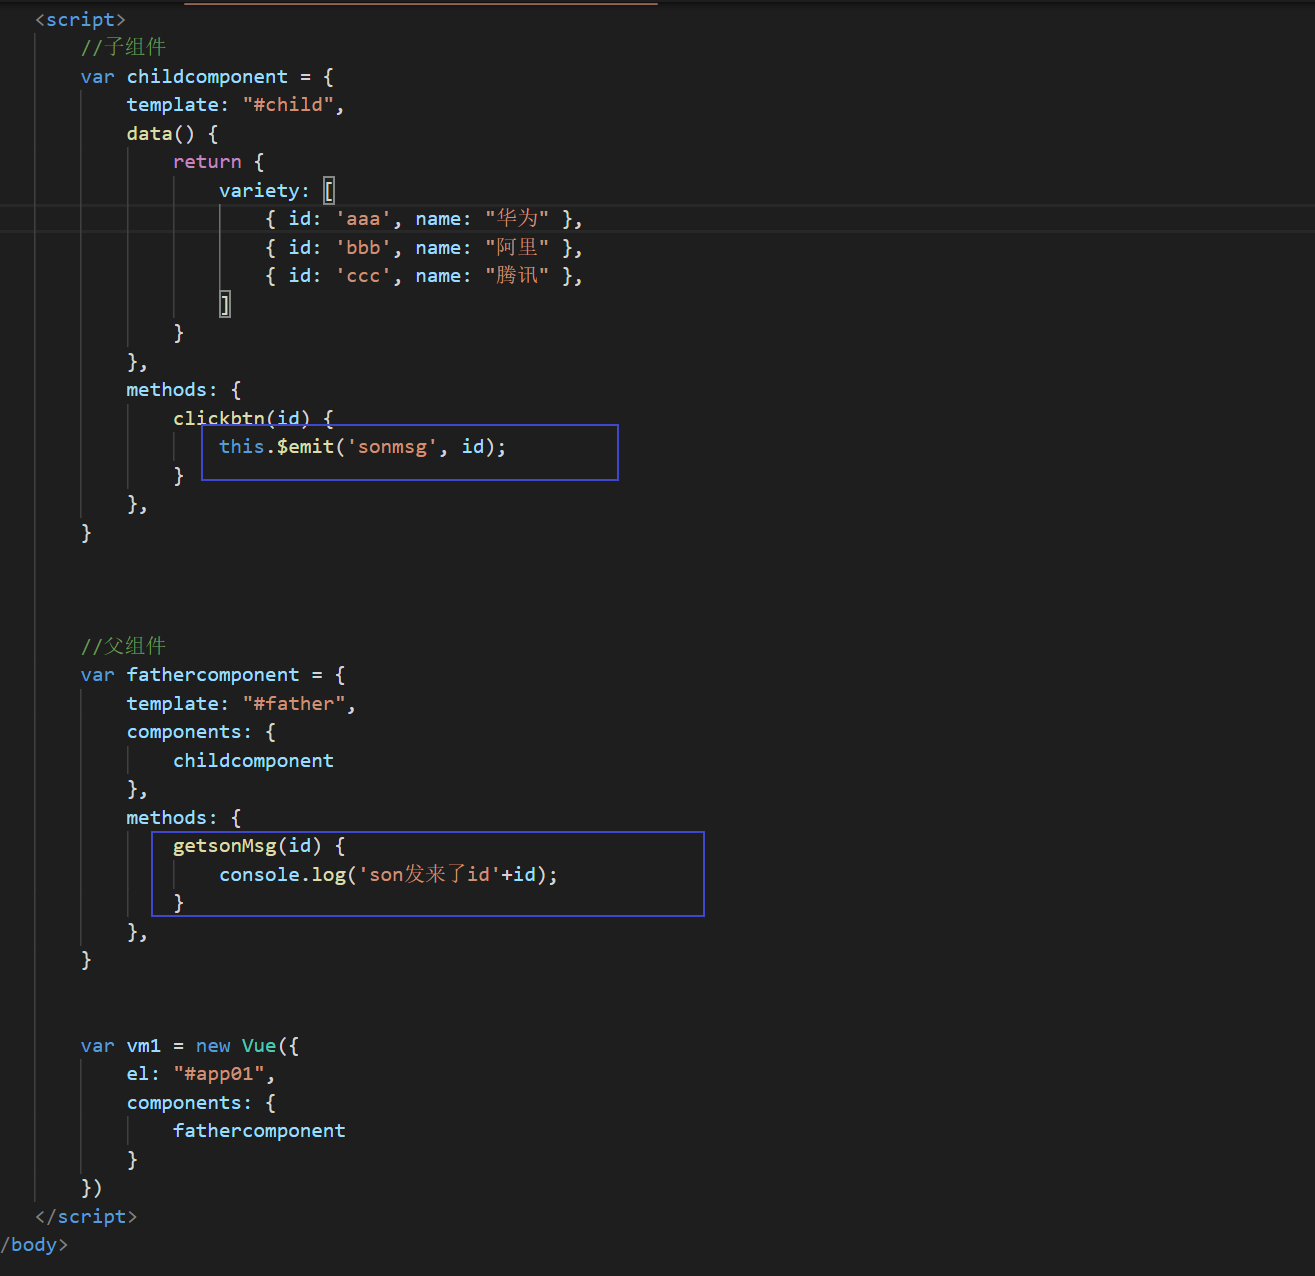 <script>
//子组件
var childcomponent = {
template: "#child",
data() {
return {
variety: [
{ id: 'aaa', name: "华为" },
{ id: 'bbb', name: "阿里" },
{ id: 'ccc', name: "腾讯" },
]
}
},
methods: {
clickbtn(id) {
this.$emit('sonmsg', id);
}
},
}
//父组件
var fathercomponent = {
template: "#father",
components: {
childcomponent
},
methods: {
getsonMsg(id) {
console.log('son发来了id'+id);
}
},
}
var vm1 = new Vue({
el: "#app01",
components: {
fathercomponent
}
})
</script>
/body>